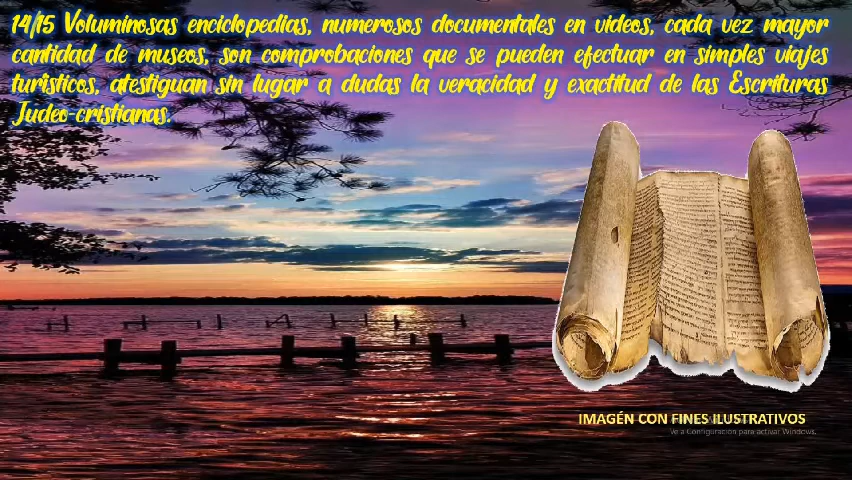 14/15 Voluminosas enciclopedias, numerosos documentales en videos, cada vez mayor
cantidad de museos, son comprobaciones que se pueden efectuar en simples viajes
turísticos, atestiguan sin lugar a dudas la veracidad y exactitud de las Escrituras
Judeo-cristianas.
IMAGÉN CON FINES ILUSTRATIVOS
Ve a Configuración para activar Windows.